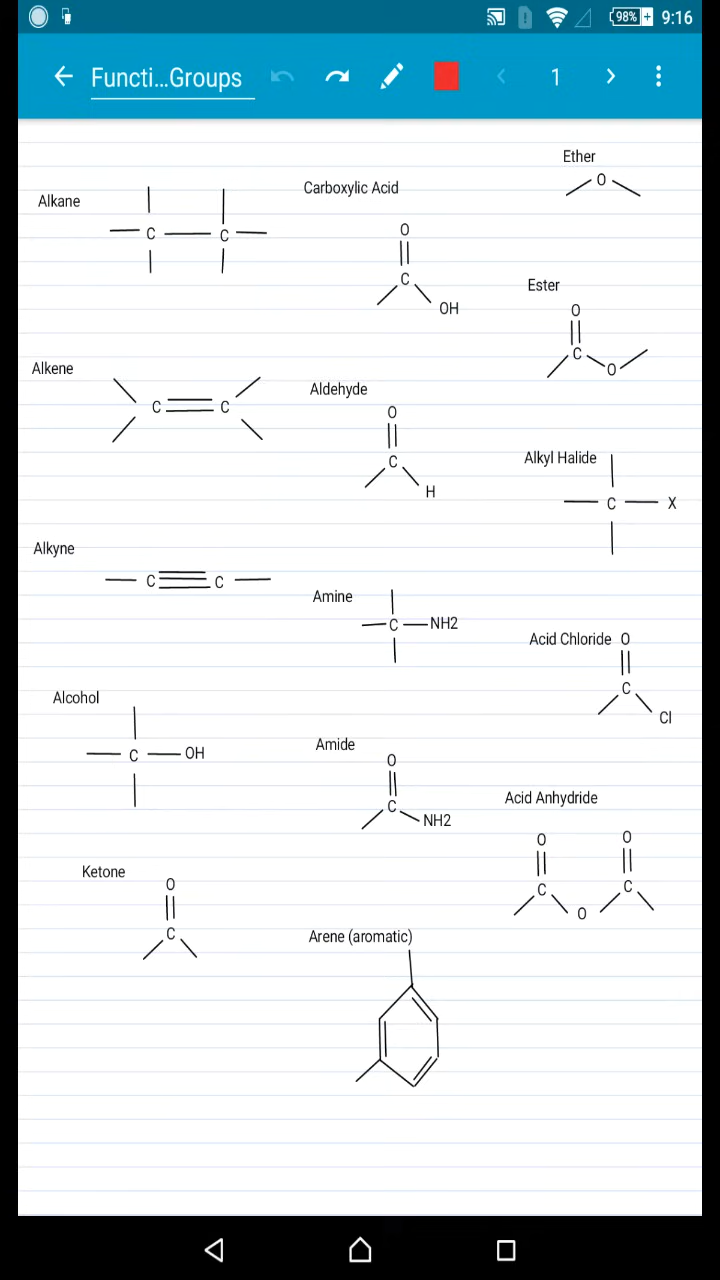 98%
9:16
Functi...Groups
1
Alkane
C C
Alkene
C C
Alkyne
C C
Alcohol
C OH
Ketone
O
C
Carboxylic Acid
O
C
OH
Aldehyde
O
C
H
Amine
C NH2
Amide
O
C
NH2
Arene (aromatic)
Ether
O
Ester
O
C
O
Alkyl Halide
C X
Acid Chloride
O
C
Cl
Acid Anhydride
O O
C C
O